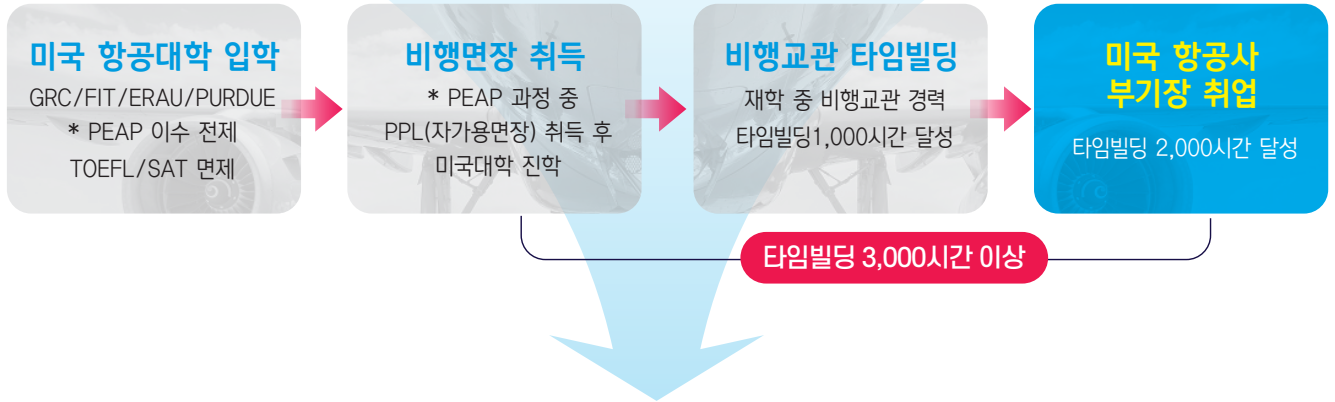 미국 항공대학 입학
GRC/FIT/ERAU/PURDUE
* PEAP 이수 전제
TOEFL/SAT 면제
비행면장 취득
* PEAP 과정 중
PPL(자가용면장) 취득 후
미국대학 진학
비행교관 타임빌딩
재학 중 비행교관 경력
타임빌딩1,000시간 달성
미국 항공사
부기장 취업
타임빌딩 2,000시간 달성
타임빌딩 3,000시간 이상